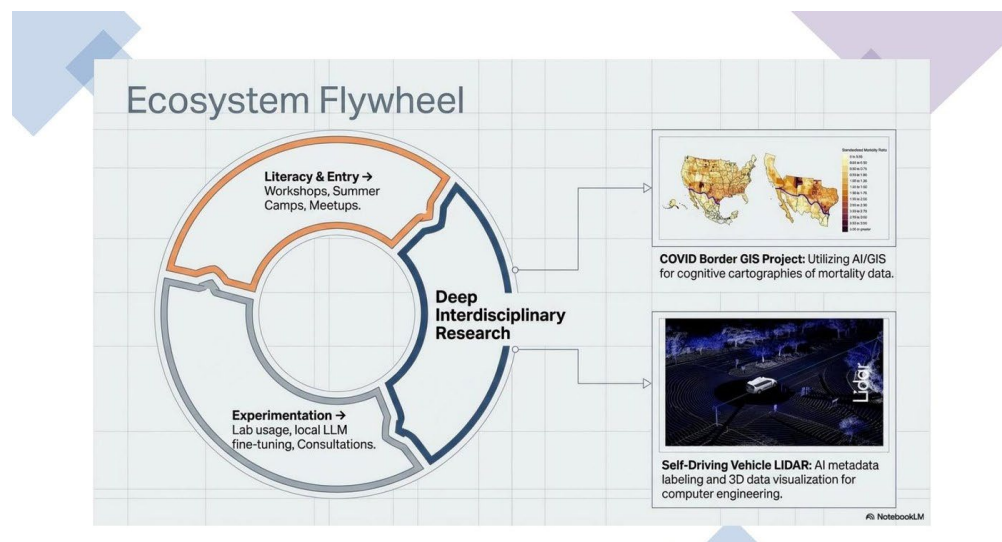 Ecosystem Flywheel
Literacy & Entry →
Workshops, Summer
Camps, Meetups.
Deep
Interdisciplinary
Research
Experimentation →
Lab usage, local LLM
fine-tuning, Consultations.
Standardized Mortality Ratio
COVID Border GIS Project: Utilizing AI/GIS
for cognitive cartographies of mortality data.
Lidar
Self-Driving Vehicle LIDAR: AI metadata
labeling and 3D data visualization for
computer engineering.
NotebookLM